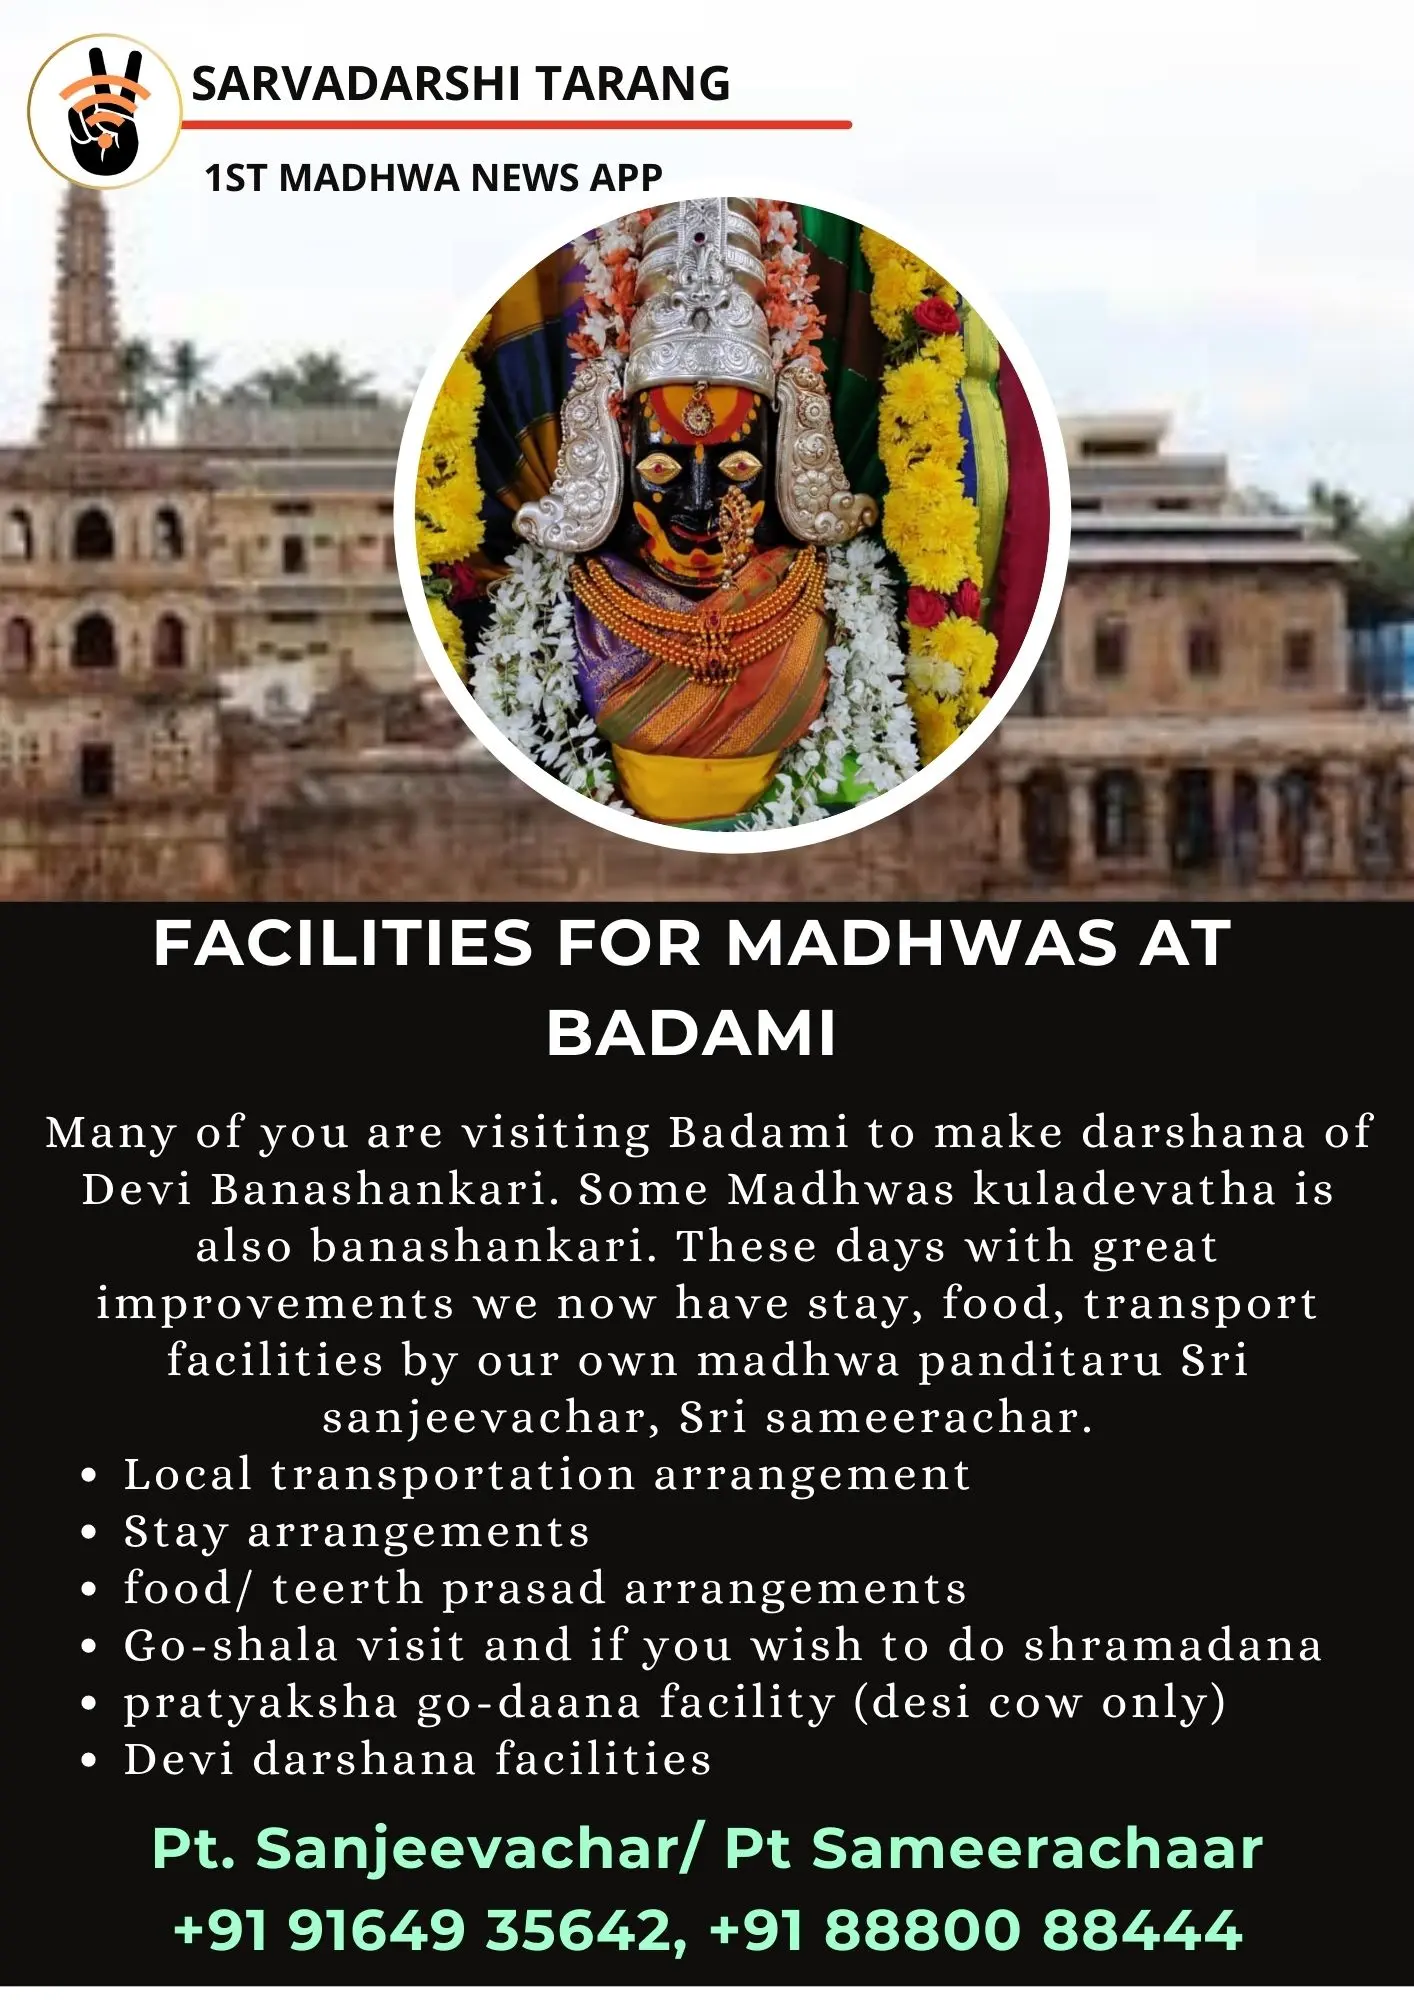 SARVADARSHI TARANG
1ST MADHWA NEWS APP
FACILITIES FOR MADHWAS AT
BADAMI
Many of you are visiting Badami to make darshana of
Devi Banashankari. Some Madhwas kuladevatha is
also banashankari. These days with great
improvements we now have stay, food, transport
facilities by our own madhwa panditaru Sri
sanjeevachar, Sri sameerachar.
• Local transportation arrangement
• Stay arrangements
• food/ teerth prasad arrangements
• Go-shala visit and if you wish to do shramadana
• pratyaksha go-daana facility (desi cow only)
• Devi darshana facilities
Pt. Sanjeevachar/ Pt Sameerachaar
+91 91649 35642, +91 88800 88444